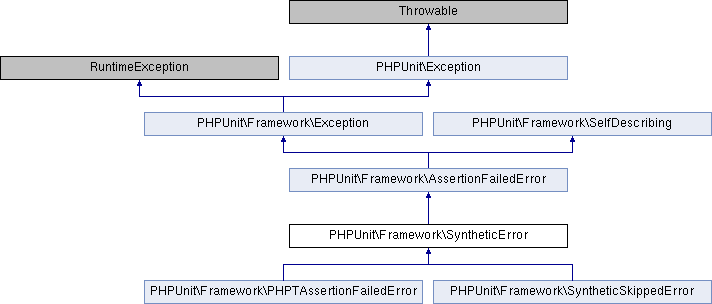 Throwable
RuntimeException
PHPUnit\Exception
PHPUnit\Framework\Exception
PHPUnit\Framework\SelfDescribing
PHPUnit\Framework\AssertionFailedError
PHPUnit\Framework\SyntheticError
PHPUnit\Framework\PHPTAssertionFailedError
PHPUnit\Framework\SyntheticSkippedError